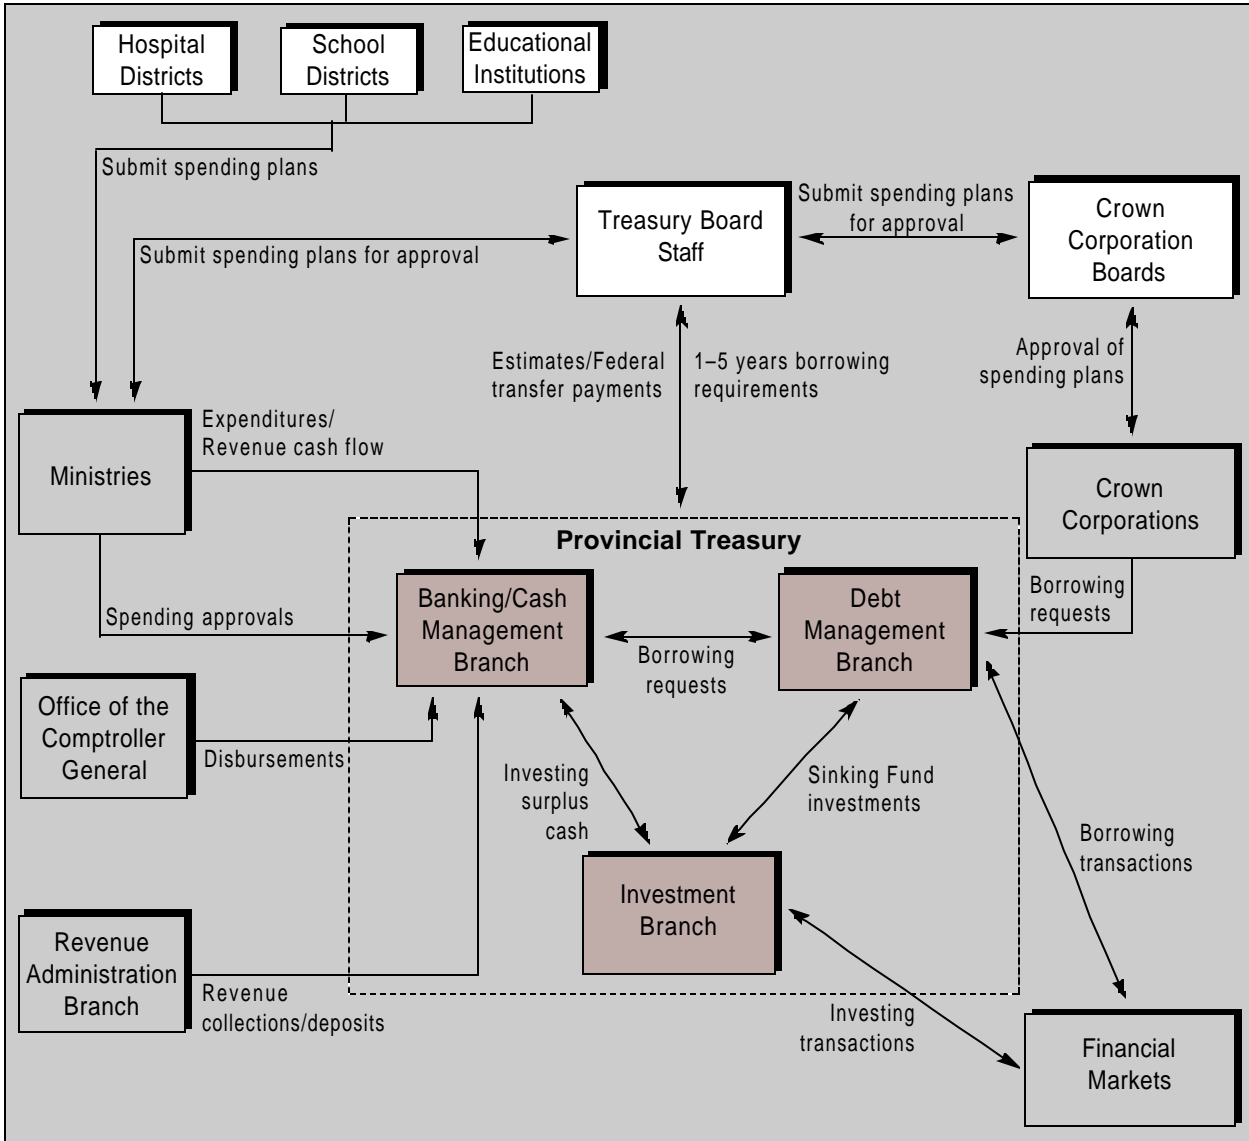 Hospital
Districts
School
Districts
Educational
Institutions
Submit spending plans
Treasury Board
Staff
Submit spending plans
for approval
Crown
Corporation
Boards
Submit spending plans for approval
Estimates/Federal
transfer payments
1–5 years borrowing
requirements
Approval of
spending plans
Ministries
Expenditures/
Revenue cash flow
Crown
Corporations
Provincial Treasury
Spending approvals
Banking/Cash
Management
Branch
Borrowing
requests
Debt
Management
Branch
Borrowing
requests
Office of the
Comptroller
General
Disbursements
Investing
surplus
cash
Sinking Fund
investments
Borrowing
transactions
Investment
Branch
Revenue
Administration
Branch
Revenue
collections/deposits
Investing
transactions
Financial
Markets